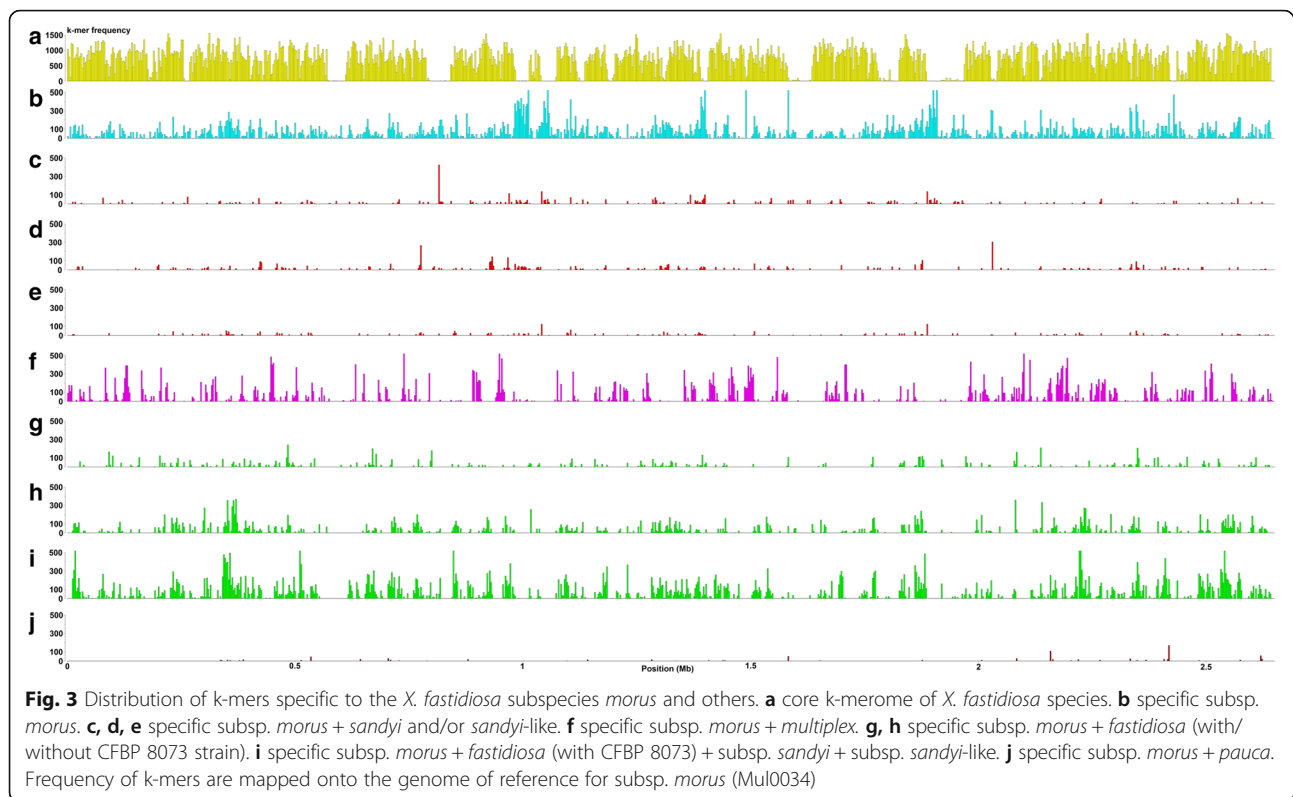 k-mer frequency
a
1500
1000
500
0
b
500
300
100
0
c
500
300
100
0
d
500
300
100
0
e
500
300
100
0
f
500
300
100
0
g
500
300
100
0
h
500
300
100
0
i
500
300
100
0
j
500
300
100
0
0 0.5 1 1.5 2 2.5
Position (Mb)
Fig. 3 Distribution of k-mers specific to the X. fastidiosa subspecies morus and others. a core k-merome of X. fastidiosa species. b specific subsp.
morus. c, d, e specific subsp. morus + sandyi and/or sandyi-like. f specific subsp. morus + multiplex. g, h specific subsp. morus + fastidiosa (with/
without CFBP 8073 strain). i specific subsp. morus + fastidiosa (with CFBP 8073) + subsp. sandyi + subsp. sandyi-like. j specific subsp. morus + pauca.
Frequency of k-mers are mapped onto the genome of reference for subsp. morus (Mul0034)